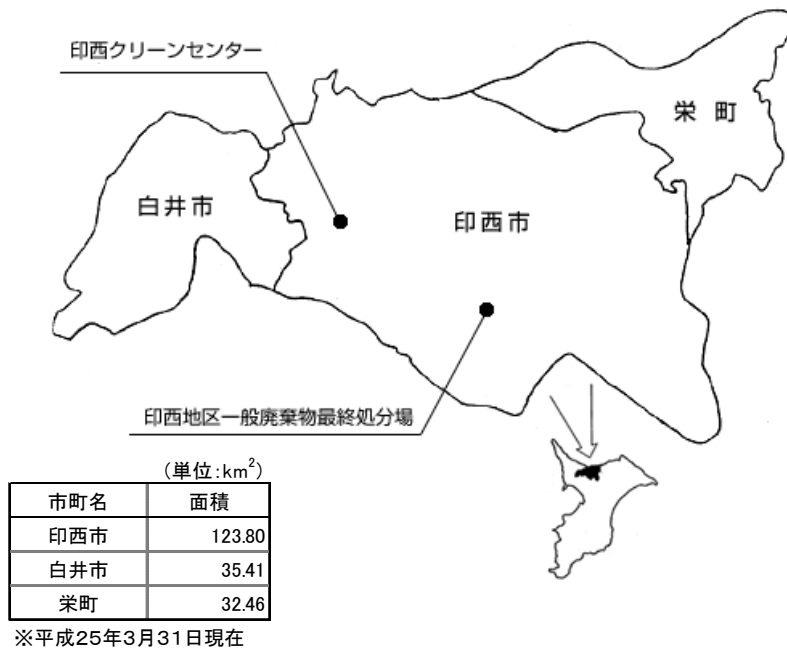 印西クリーンセンター
栄 町
白井市
印西市
印西地区一般廃棄物最終処分場
(単位:km²)
市町名 面積
印西市 123.80
白井市 35.41
栄町 32.46
※平成25年3月31日現在